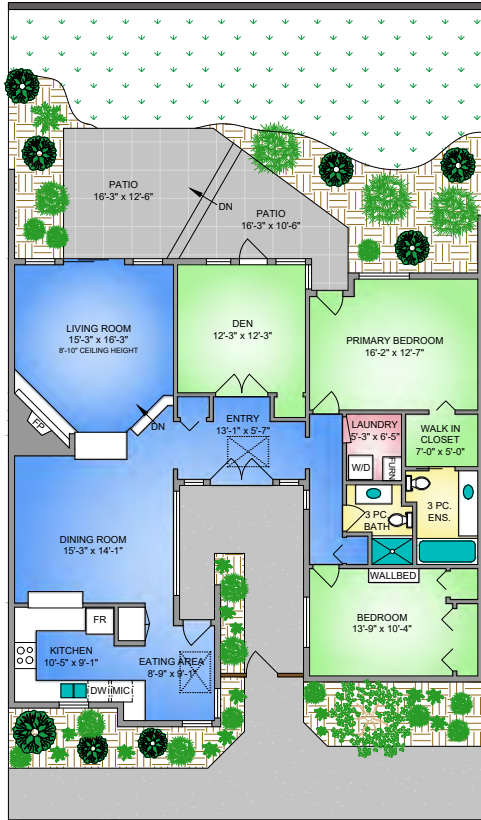 PATIO
16'-3" x 12'-6"
DN
PATIO
16'-3" x 10'-6"
LIVING ROOM
15'-3" x 16'-3"
8'-10" CEILING HEIGHT
DEN
12'-3" x 12'-3"
PRIMARY BEDROOM
16'-2" x 12'-7"
FP
DN
ENTRY
13'-1" x 5'-7"
LAUNDRY
5'-3" x 6'-5"
W/D
FURN
WALK IN
CLOSET
7'-0" x 5'-0"
3 PC.
BATH
3 PC.
ENS.
DINING ROOM
15'-3" x 14'-1"
WALLBED
BEDROOM
13'-9" x 10'-4"
FR
KITCHEN
10'-5" x 9'-1"
EATING AREA
8'-9" x 9'-1"
DW
MIC